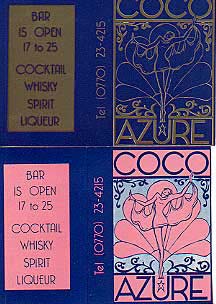 BAR
IS OPEN
17 to 25
COCKTAIL
WHISKY
SPIRIT
LIQUEUR
Tel (0770) 23-4215
COCO
AZURE
BAR
IS OPEN
17 to 25
COCKTAIL
WHISKY
SPIRIT
LIQUEUR
Tel (0770) 23-4215
COCO
AZURE